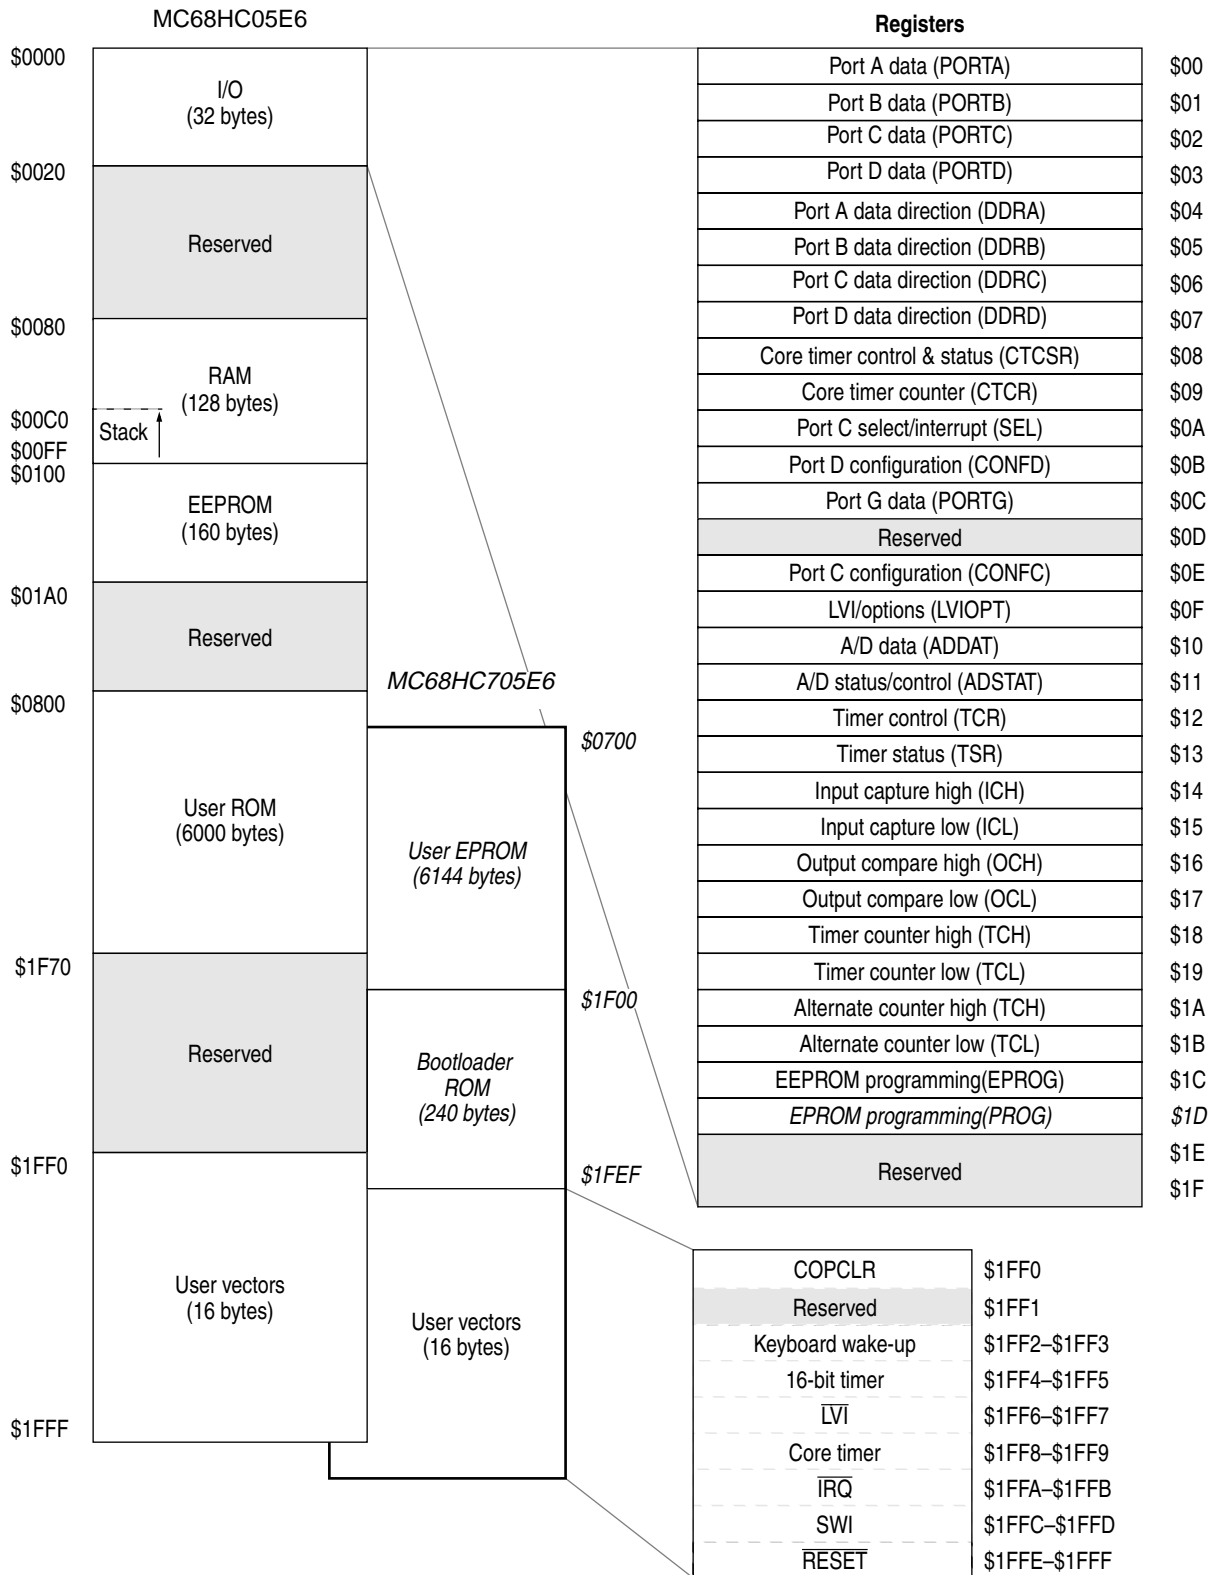 MC68HC05E6
$0000
I/O
(32 bytes)
$0020
Reserved
$0080
RAM
(128 bytes)
$00C0
Stack
$00FF
$0100
EEPROM
(160 bytes)
$01A0
Reserved
$0800
User ROM
(6000 bytes)
$1F70
Reserved
$1FF0
User vectors
(16 bytes)
$1FFF
MC68HC705E6
$0700
User EPROM
(6144 bytes)
$1F00
Bootloader
ROM
(240 bytes)
$1FEF
User vectors
(16 bytes)
Registers
Port A data (PORTA) $00
Port B data (PORTB) $01
Port C data (PORTC) $02
Port D data (PORTD) $03
Port A data direction (DDRA) $04
Port B data direction (DDRB) $05
Port C data direction (DDRC) $06
Port D data direction (DDRD) $07
Core timer control & status (CTCSR) $08
Core timer counter (CTCR) $09
Port C select/interrupt (SEL) $0A
Port D configuration (CONFD) $0B
Port G data (PORTG) $0C
Reserved $0D
Port C configuration (CONFC) $0E
LVI/options (LVIOPT) $0F
A/D data (ADDAT) $10
A/D status/control (ADSTAT) $11
Timer control (TCR) $12
Timer status (TSR) $13
Input capture high (ICH) $14
Input capture low (ICL) $15
Output compare high (OCH) $16
Output compare low (OCL) $17
Timer counter high (TCH) $18
Timer counter low (TCL) $19
Alternate counter high (TCH) $1A
Alternate counter low (TCL) $1B
EEPROM programming(EPROG) $1C
EPROM programming(PROG) $1D
$1E
Reserved
$1F
COPCLR $1FF0
Reserved $1FF1
Keyboard wake-up $1FF2–$1FF3
16-bit timer $1FF4–$1FF5
LVI $1FF6–$1FF7
Core timer $1FF8–$1FF9
IRQ $1FFA–$1FFB
SWI $1FFC–$1FFD
RESET $1FFE–$1FFF